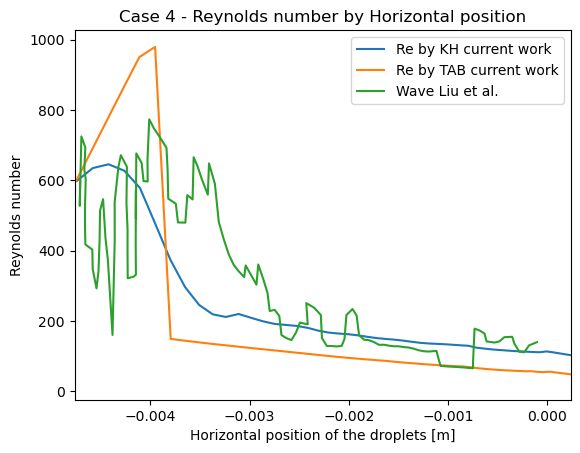 Case 4 - Reynolds number by Horizontal position
Re by KH current work
Re by TAB current work
Wave Liu et al.
Reynolds number
1000
800
600
400
200
0
−0.004 −0.003 −0.002 −0.001 0.000
Horizontal position of the droplets [m]